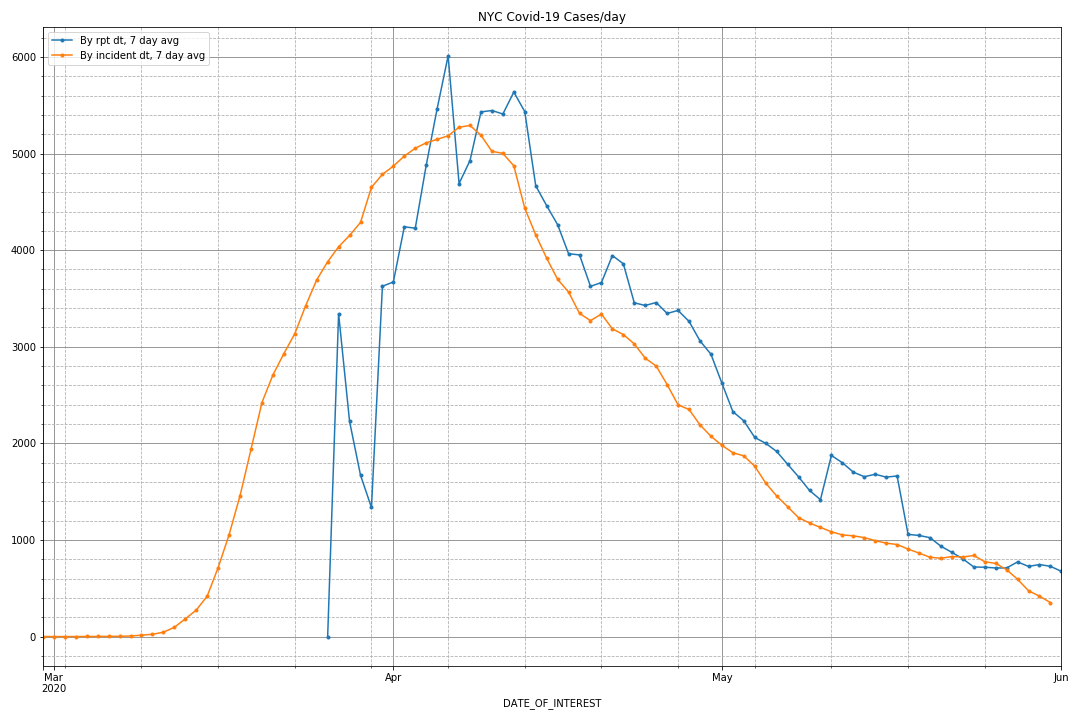 NYC Covid-19 Cases/day
By rpt dt, 7 day avg
By incident dt, 7 day avg
6000
5000
4000
3000
2000
1000
0
Mar Apr May Jun
2020
DATE_OF_INTEREST